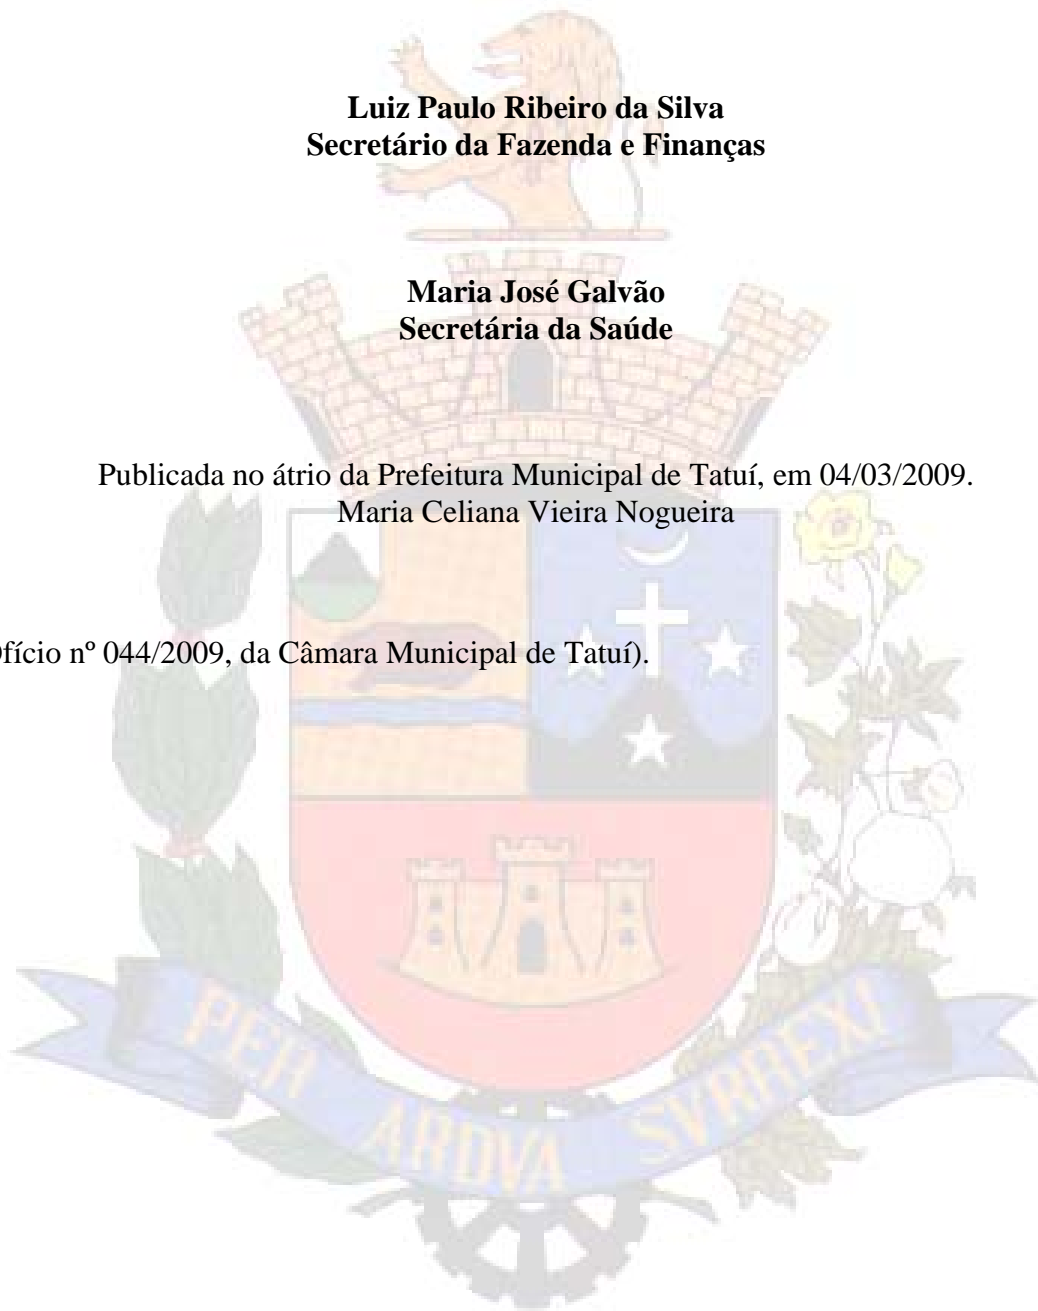 Luiz Paulo Ribeiro da Silva
Secretário da Fazenda e Finanças
Maria José Galvão
Secretária da Saúde
Publicada no átrio da Prefeitura Municipal de Tatuí, em 04/03/2009.
Maria Celiana Vieira Nogueira
nº 044/2009, da Câmara Municipal de Tatuí).
PER ARDVA SVRREXI